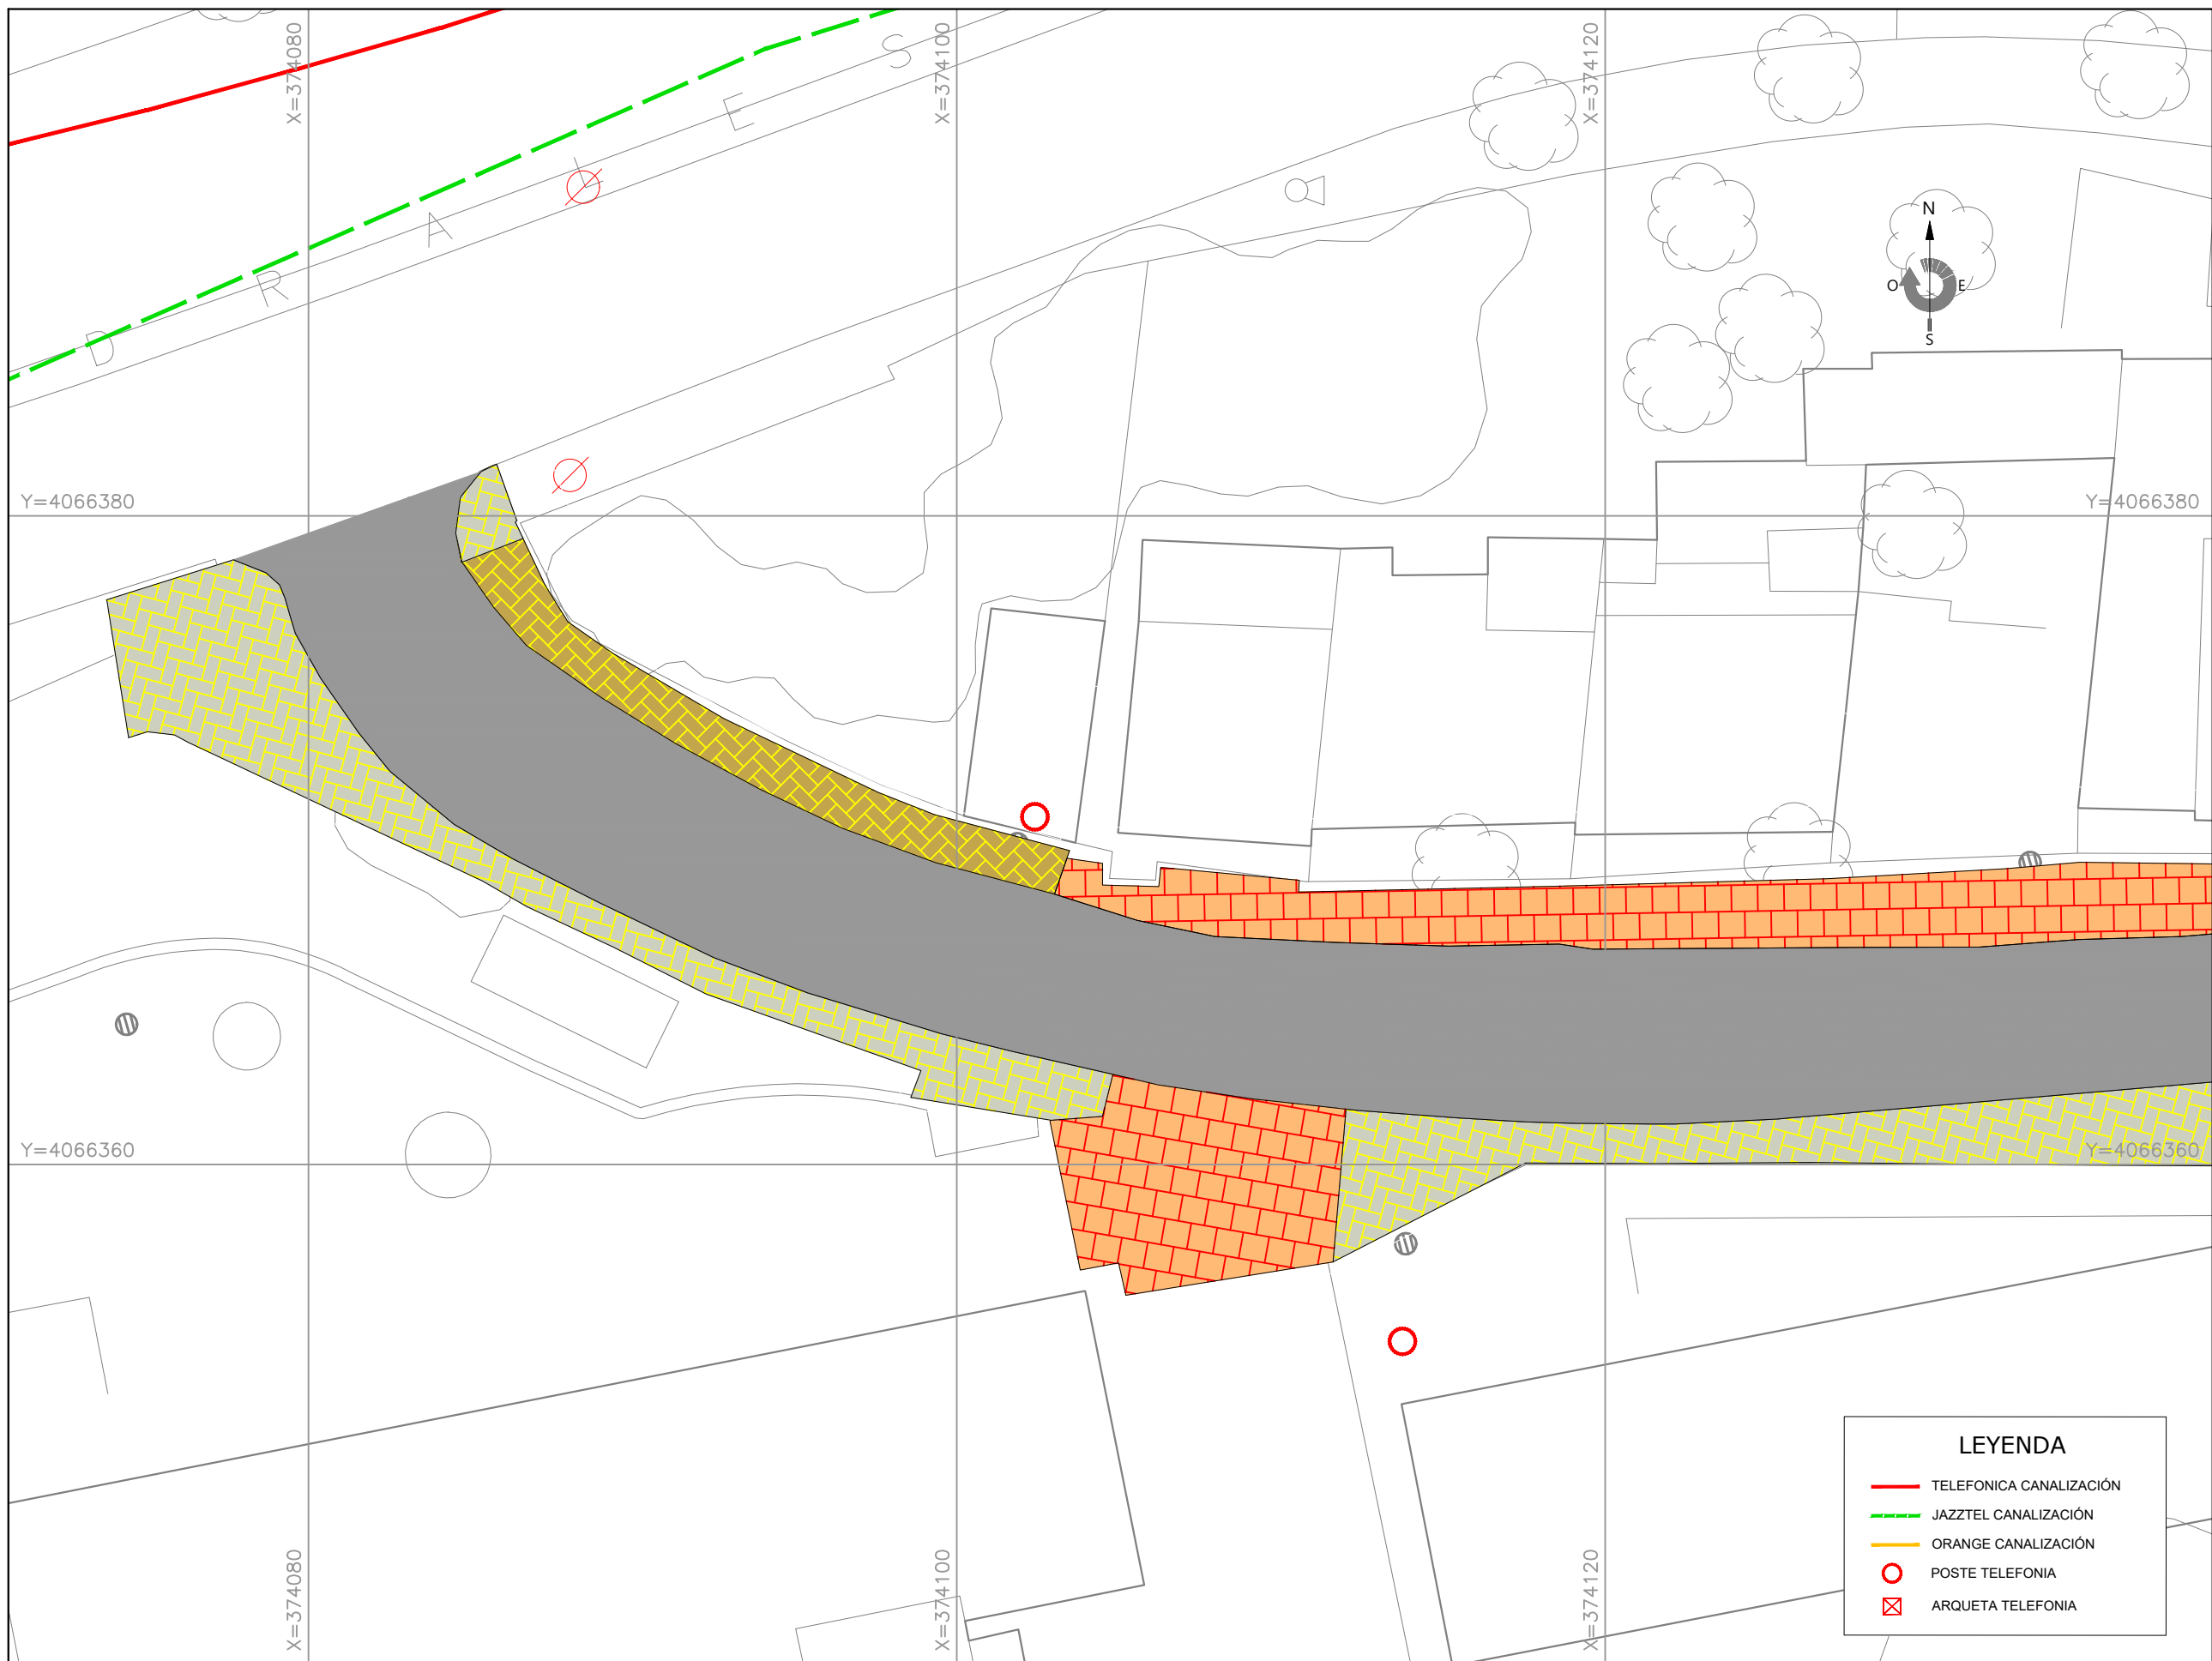 X=374080
X=374100
X=374120
D R A L E S
N
O E
S
Y=4066380
Y=4066380
Y=4066360
Y=4066360
X=374080
X=374100
X=374120
LEYENDA
TELEFONICA CANALIZACIÓN
JAZZTEL CANALIZACIÓN
ORANGE CANALIZACIÓN
POSTE TELEFONIA
ARQUETA TELEFONIA